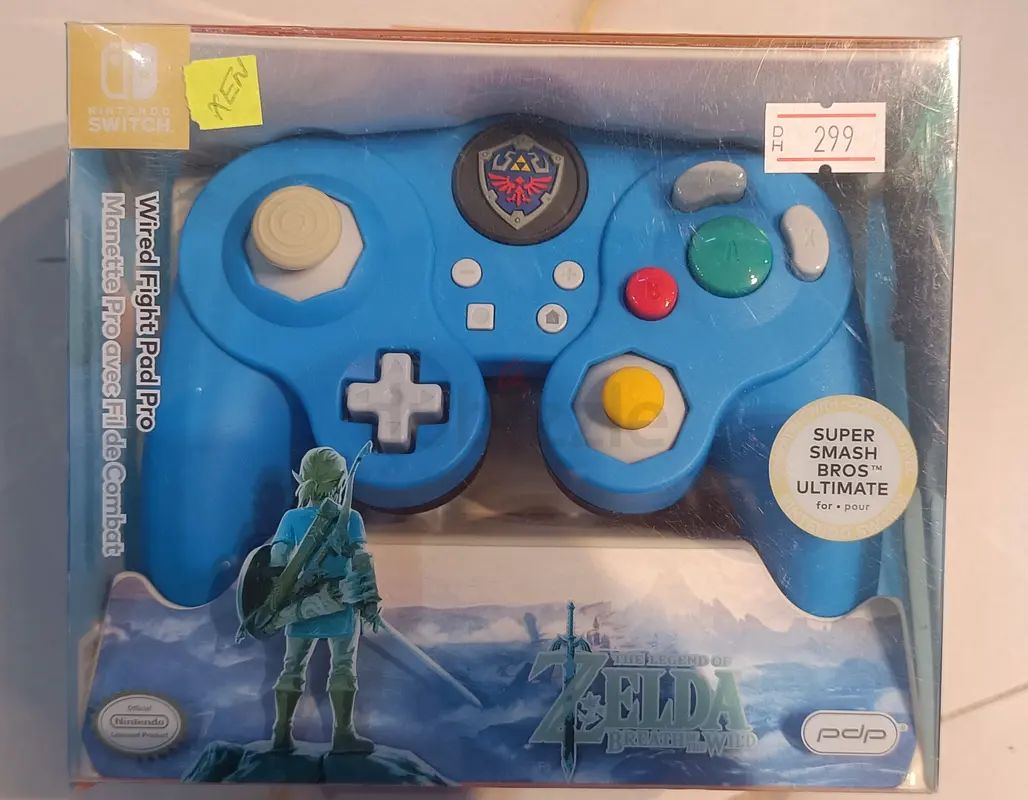 NINTENDO
SWITCH
KEN
DH 299
Wired Fight Pad Pro
Manette Pro avec Fil de Combat
A
B
X
SUPER
SMASH
BROS™
ULTIMATE
for • pour
THE LEGEND OF
ZELDA
BREATH OF THE WILD
Official
Nintendo
Licensed Product
pdp®